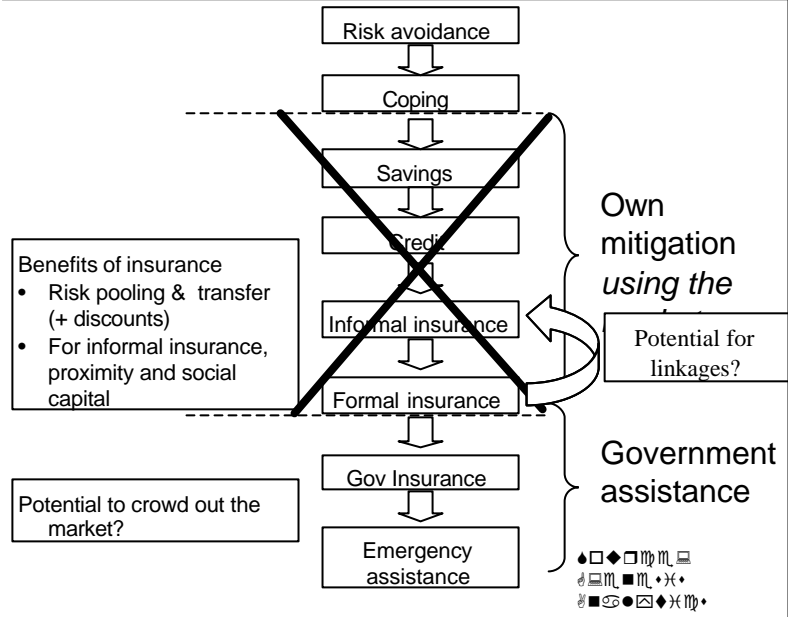 Risk avoidance
Coping
Savings
Credit
Informal insurance
Formal insurance
Gov Insurance
Emergency
assistance
Benefits of insurance
• Risk pooling & transfer
(+ discounts)
• For informal insurance,
proximity and social
capital
Potential to crowd out the
market?
Own
mitigation
using the
Potential for
linkages?
Government
assistance